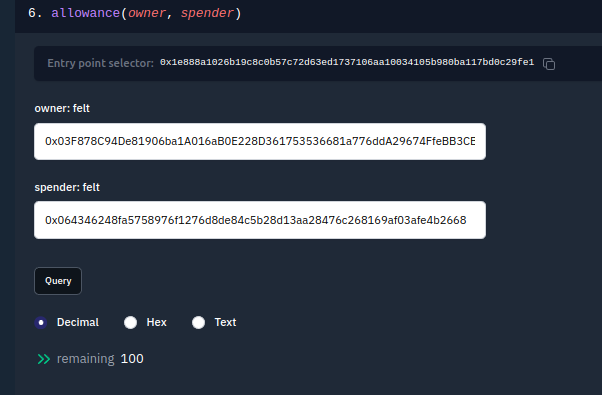 6. allowance(owner, spender)
Entry point selector: 0x1e888a1026b19c8c0b57c72d63ed1737106aa10034105b980ba117bd0c29fe1
owner: felt
0x03F878C94De81906ba1A016aB0E228D361753536681a776ddA29674FfeBB3CE
spender: felt
0x064346248fa5758976f1276d8de84c5b28d13aa28476c268169af03afe4b2668
Query
Decimal Hex Text
remaining 100